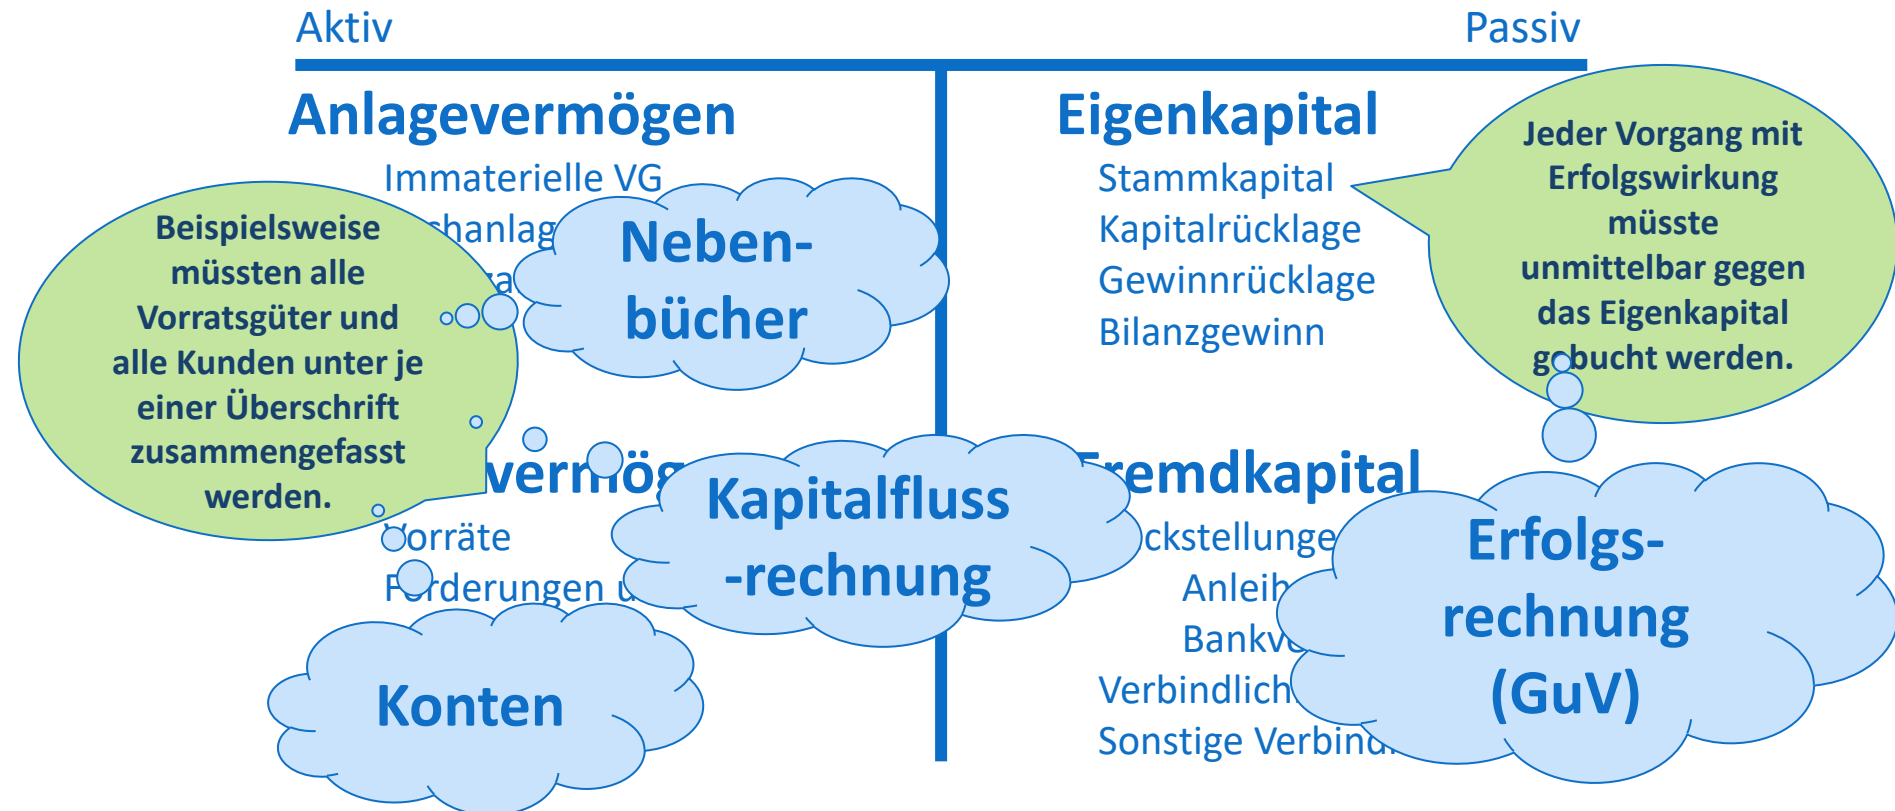 Aktiv
Passiv
Anlagevermögen
Immaterielle VG
Beispielsweise
müssten alle
Vorratsgüter und
alle Kunden unter je
einer Überschrift
zusammengefasst
werden.
Neben-
bücher
Vorräte
Forderungen
Kapitalfluss
-rechnung
Konten
Eigenkapital
Stammkapital
Kapitalrücklage
Gewinnrücklage
Bilanzgewinn
Jeder Vorgang mit
Erfolgswirkung
müsste
unmittelbar gegen
das Eigenkapital
gebucht werden.
Fremdkapital
Sonstige
Erfolgs-
rechnung
(GuV)